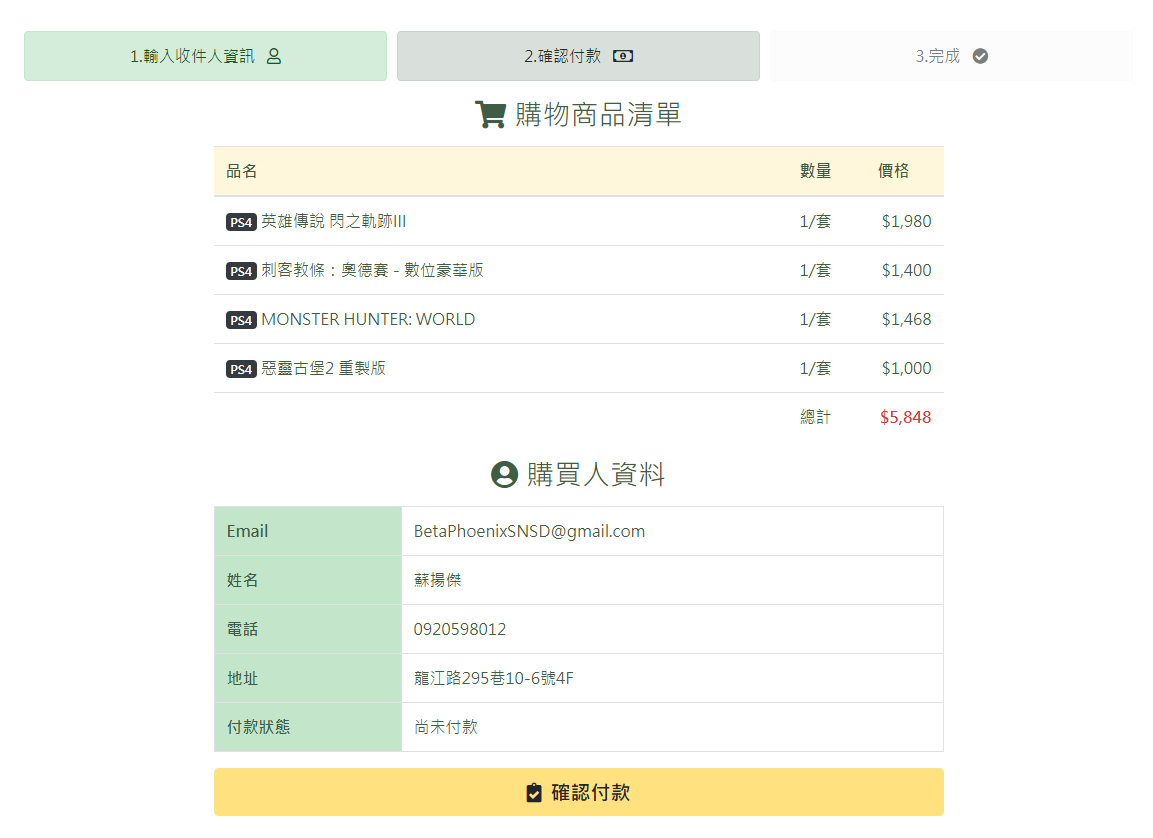 1.輸入收件人資訊 2.確認付款 3.完成
購物商品清單
品名 數量 價格
PS4 英雄傳說 閃之軌跡III 1/套 $1,980
PS4 刺客教條：奧德賽 - 數位豪華版 1/套 $1,400
PS4 MONSTER HUNTER: WORLD 1/套 $1,468
PS4 惡靈古堡2 重製版 1/套 $1,000
總計 $5,848
購買人資料
Email BetaPhoenixSNSD@gmail.com
姓名 蘇揚傑
電話 0920598012
地址 龍江路295巷10-6號4F
付款狀態 尚未付款
確認付款